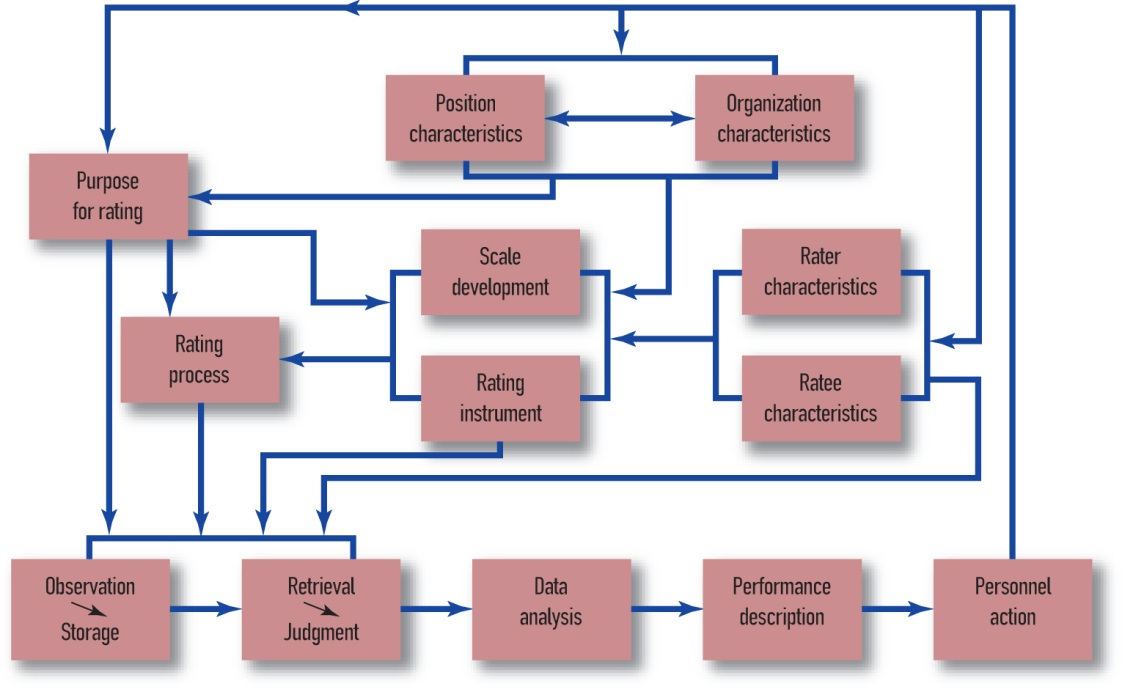 Position
characteristics
Organization
characteristics
Purpose
for rating
Scale
development
Rater
characteristics
Rating
process
Rating
instrument
Ratee
characteristics
Observation
Storage
Retrieval
Judgment
Data
analysis
Performance
description
Personnel
action